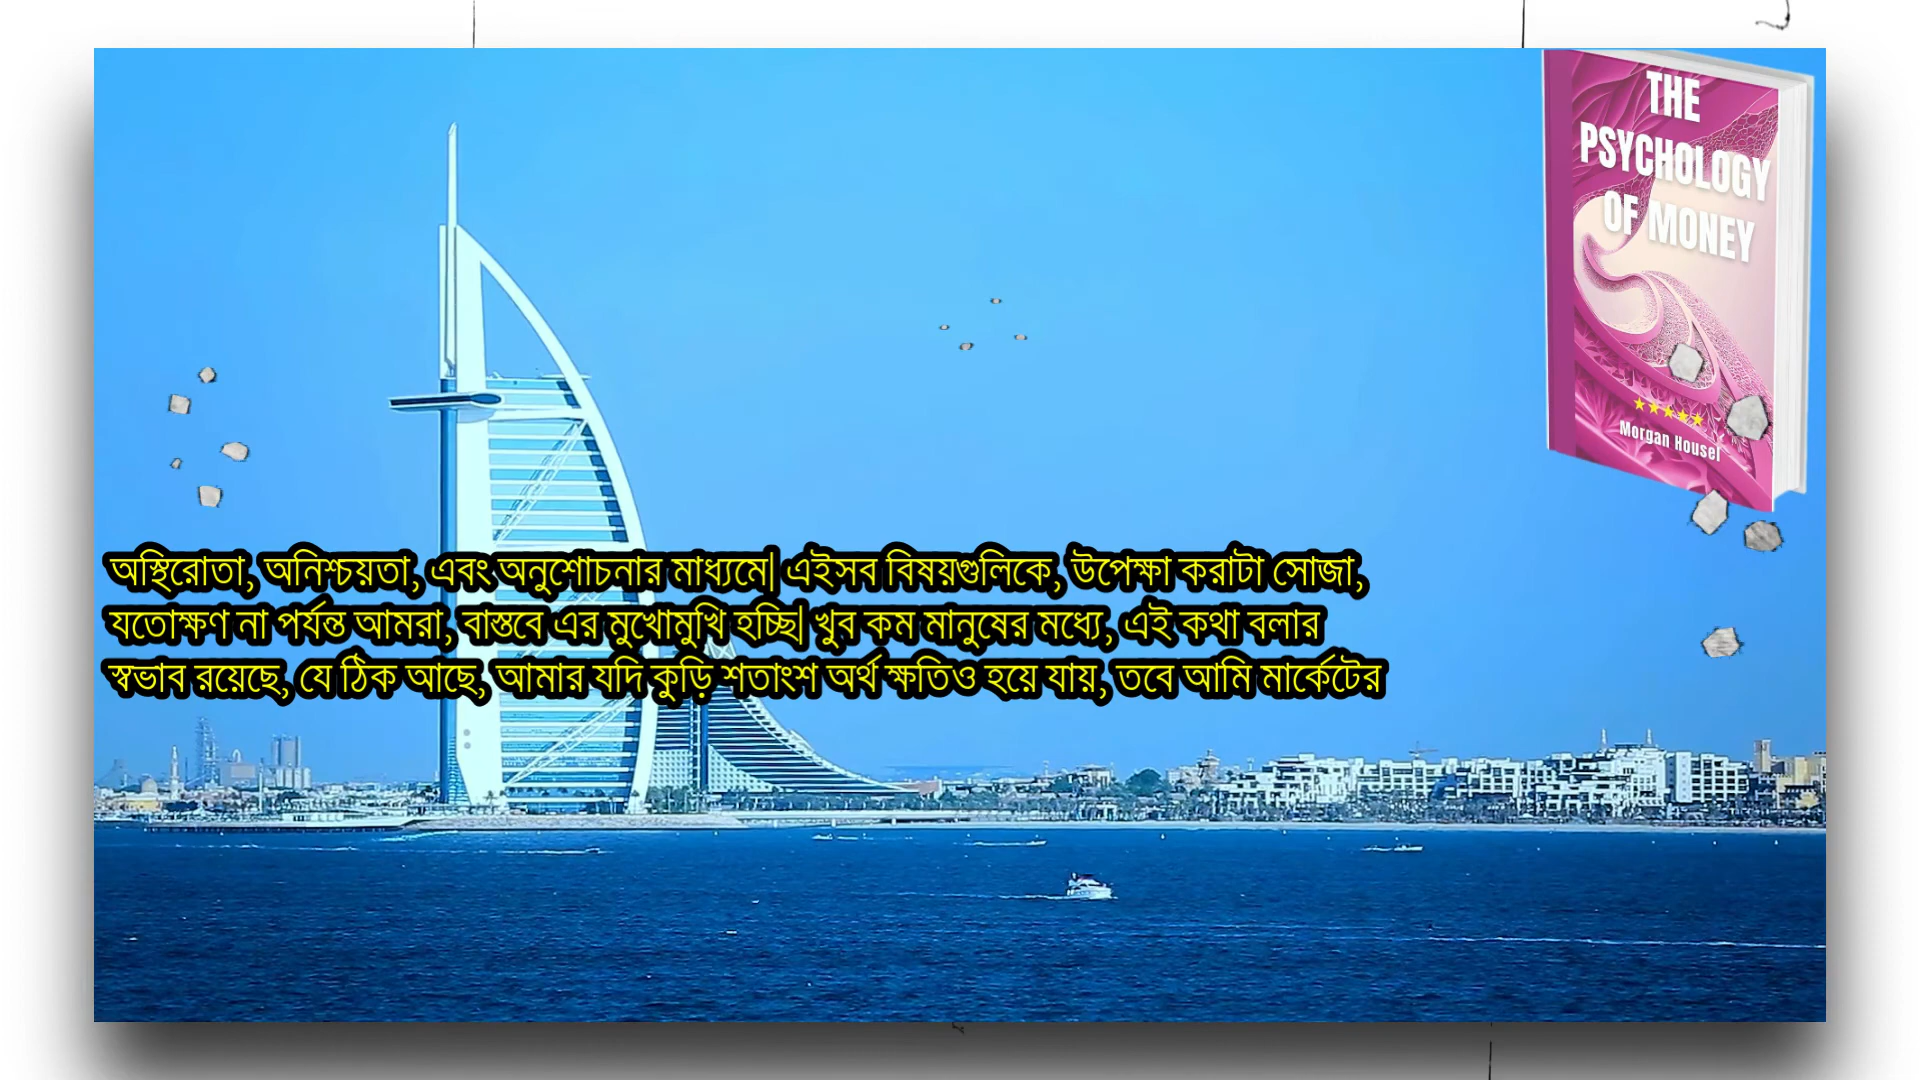 THE
PSYCHOLOGY
OF MONEY
Morgan Housel
অস্থিরোতা, অনিশ্চয়তা, এবং অনুশোচনার মাধ্যমে| এইসব বিষয়গুলিকে, উপেক্ষা করাটা সোজা,
যতোক্ষণ না পর্যন্ত আমরা, বাস্তবে এর মুখোমুখি হচ্ছি| খুব কম মানুষের মধ্যে, এই কথা বলার
স্বভাব রয়েছে, যে ঠিক আছে, আমার যদি কুড়ি শতাংশ অর্থ ক্ষতিও হয়ে যায়, তবে আমি মার্কেটের